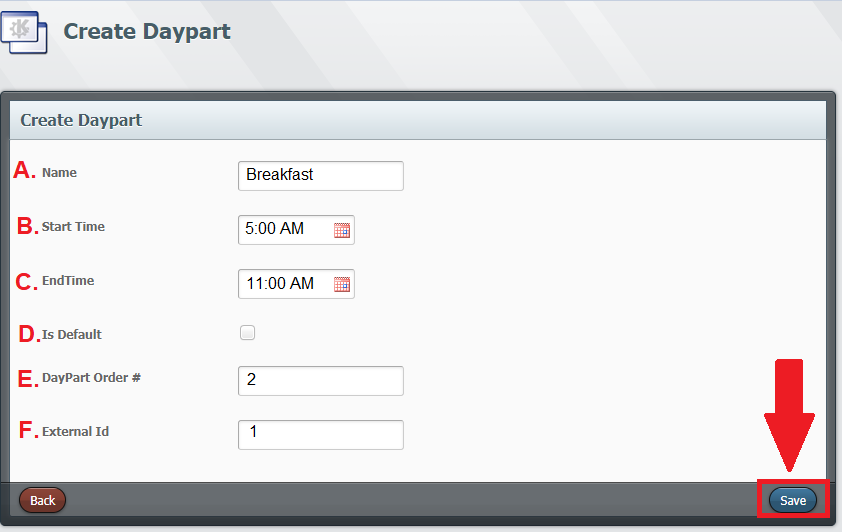 Create Daypart
Create Daypart
A. Name Breakfast
B. Start Time 5:00 AM
C. EndTime 11:00 AM
D. Is Default
E. DayPart Order # 2
F. External Id 1
Back Save